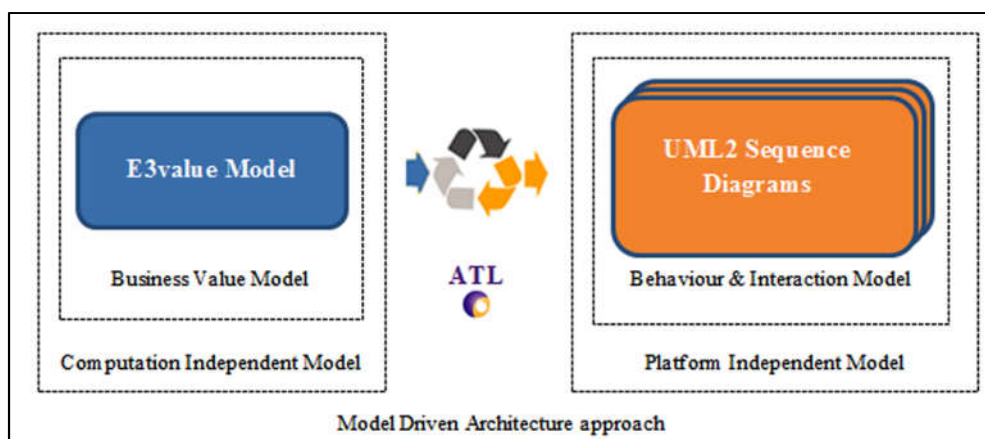 E3value Model
UML2 Sequence
Diagrams
Business Value Model
ATL
Behaviour & Interaction Model
Computation Independent Model
Platform Independent Model
Model Driven Architecture approach